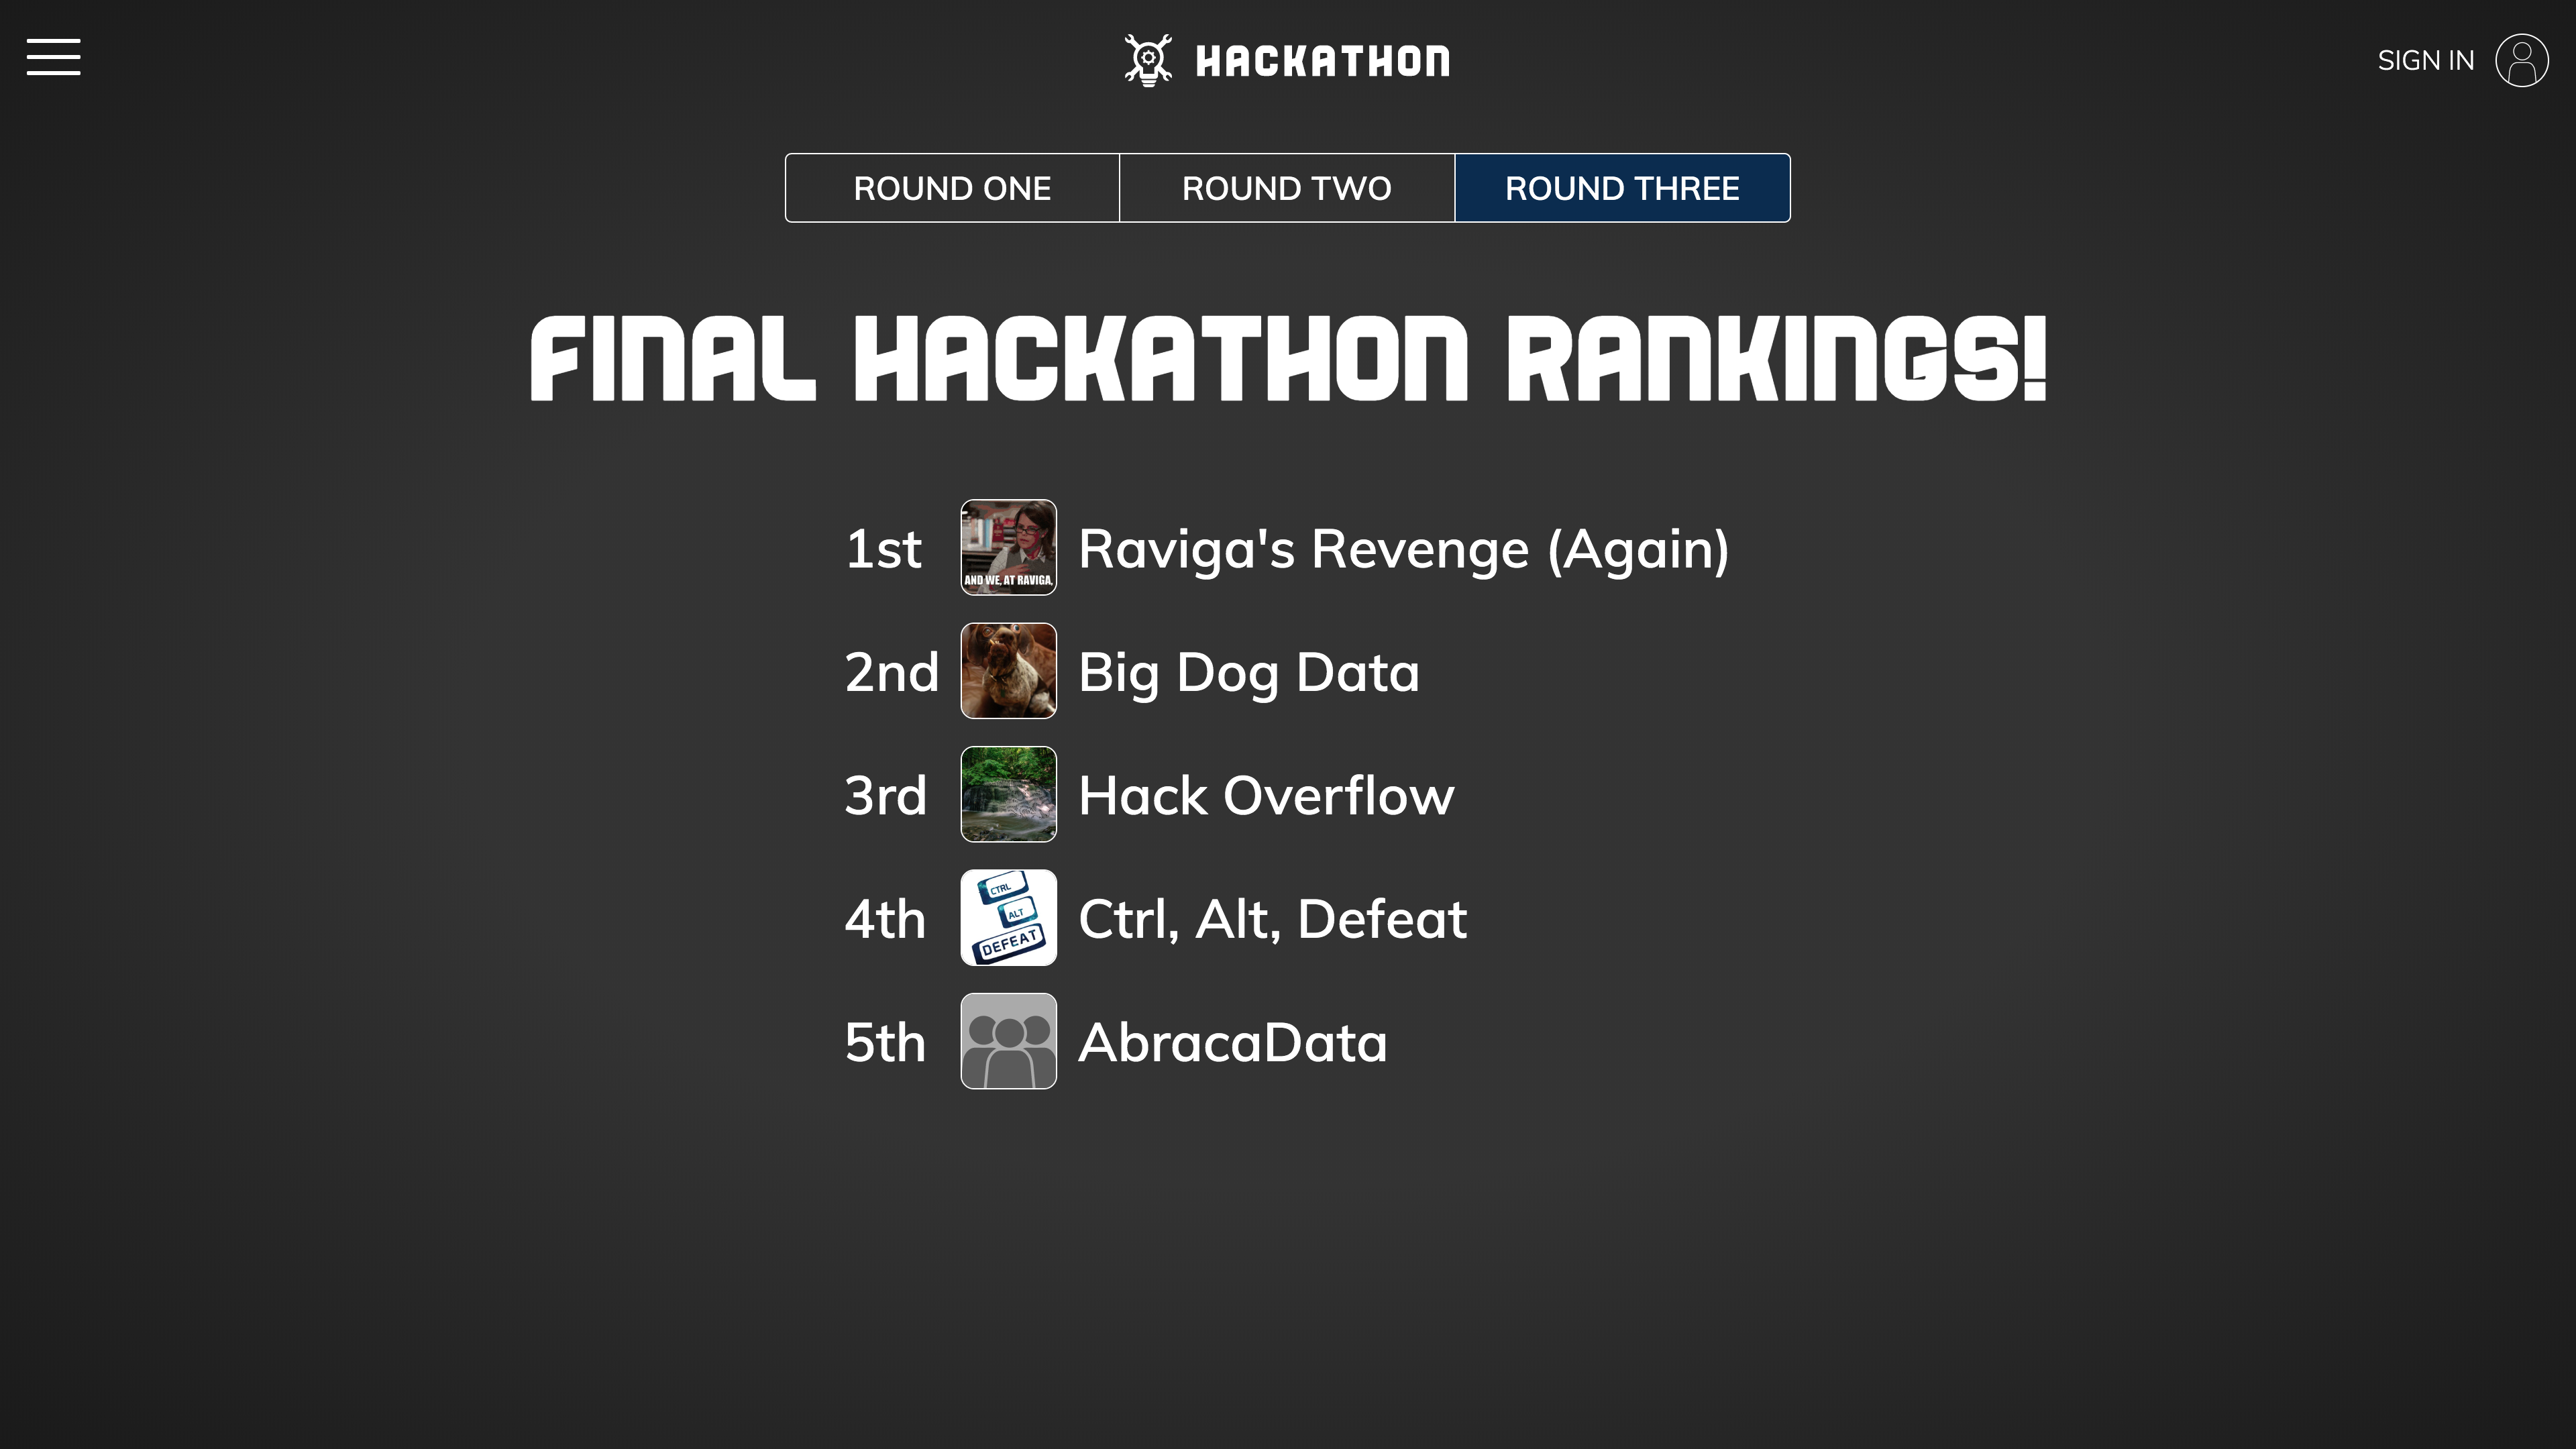 HACKATHON
SIGN IN
ROUND ONE
ROUND TWO
ROUND THREE
FINAL HACKATHON RANKINGS!
1st
AND WE, AT RAVIGA,
Raviga's Revenge (Again)
2nd
Big Dog Data
3rd
Hack Overflow
4th
CTRL
ALT
DEFEAT
Ctrl, Alt, Defeat
5th
AbracaData